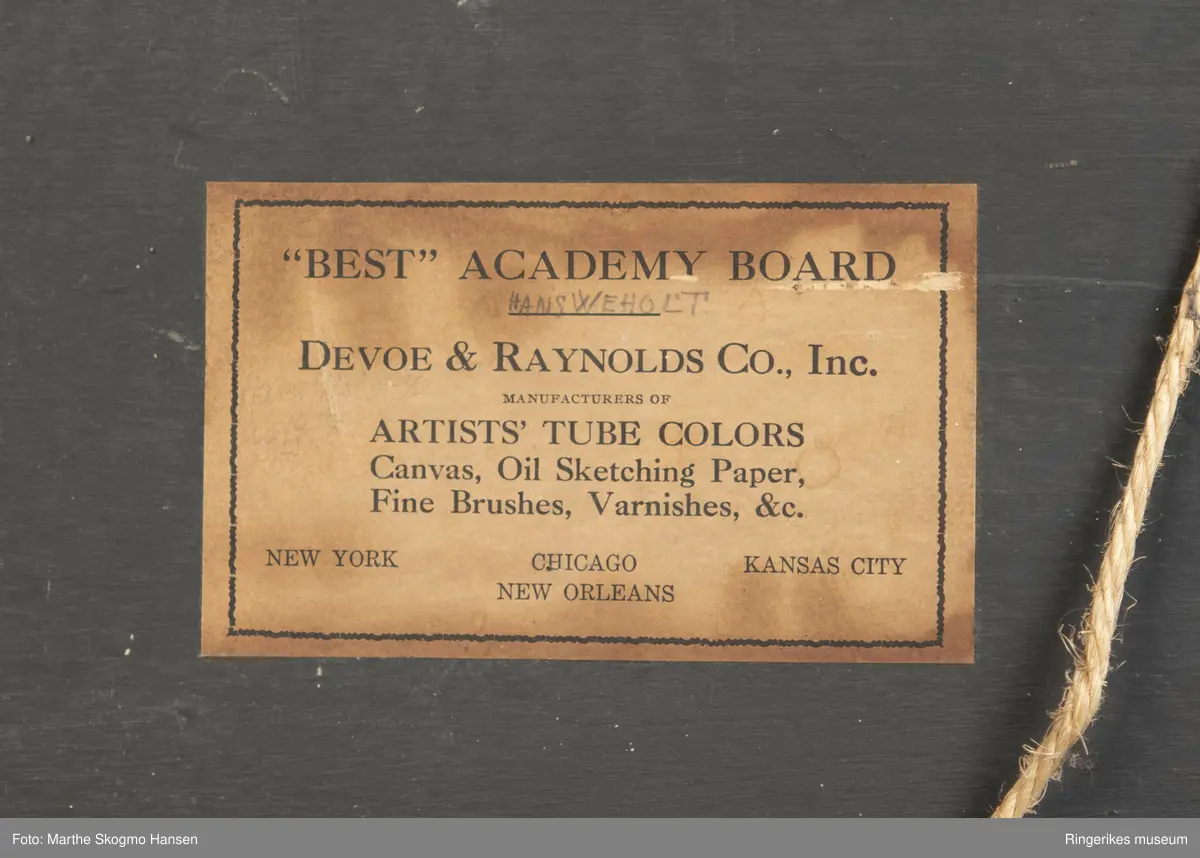 “BEST” ACADEMY BOARD
HANS WEHOLT
DEVOE & RAYNOLDS CO., Inc.
MANUFACTURERS OF
ARTISTS’ TUBE COLORS
Canvas, Oil Sketching Paper,
Fine Brushes, Varnishes, &c.
NEW YORK CHICAGO KANSAS CITY
NEW ORLEANS
Foto: Marthe Skogmo Hansen Ringerikes museum